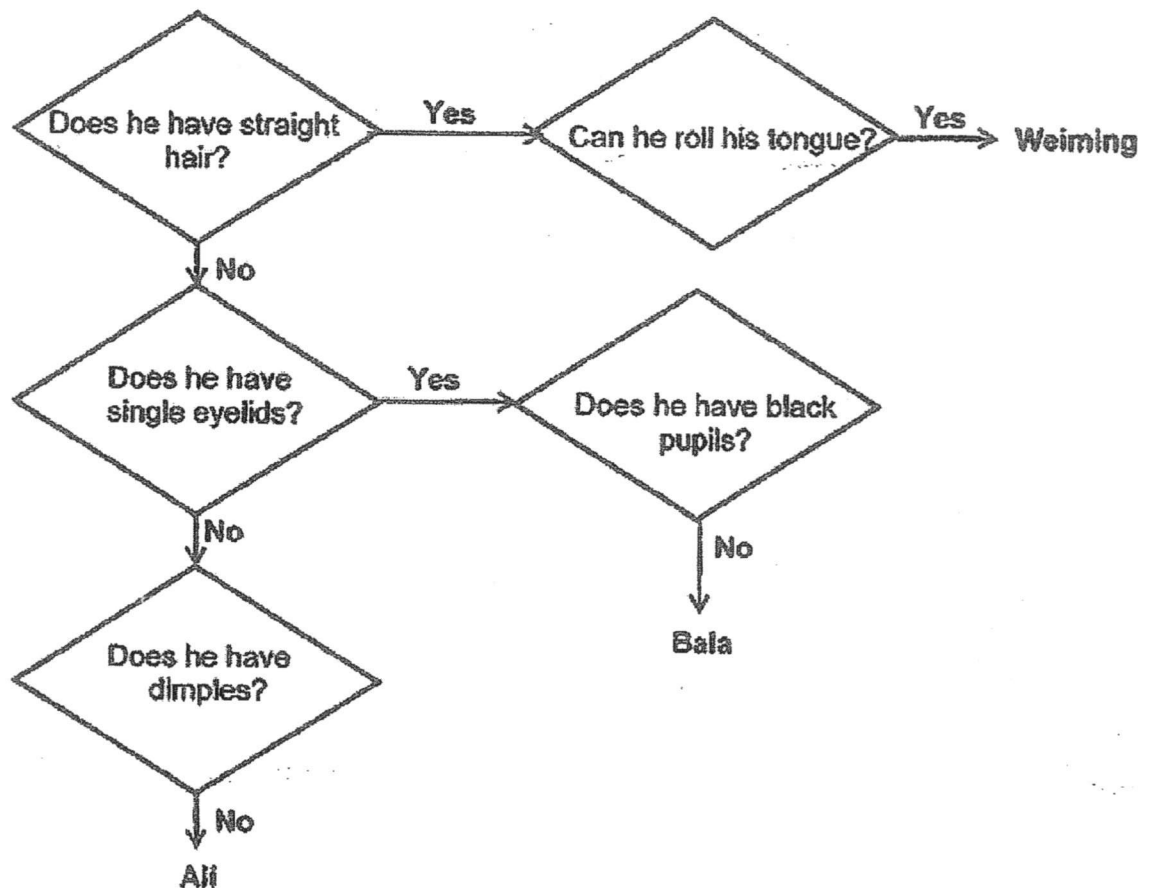 Does he have straight
hair?
Yes
Can he roll his tongue?
Yes
Weiming
No
Does he have
single eyelids?
Yes
Does he have black
pupils?
No
No
Bala
Does he have
dimples?
No
Ali